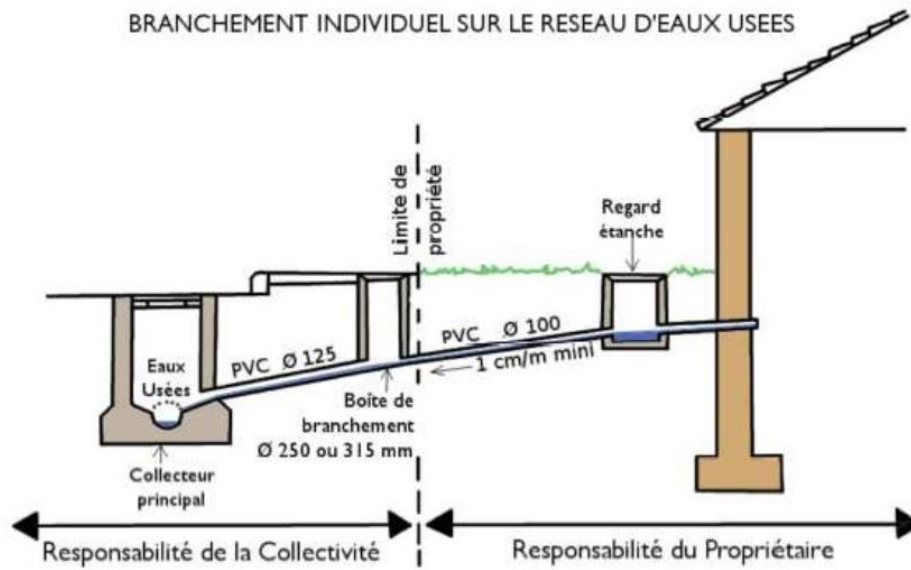 BRANCHEMENT INDIVIDUEL SUR LE RESEAU D'EAUX USEES
Limite de
propriété
Regard
étanche
PVC Ø 125
PVC Ø 100
1 cm/m mini
Eaux
Usées
Boîte de
branchement
Ø 250 ou 315 mm
Collecteur
principal
Responsabilité de la Collectivité
Responsabilité du Propriétaire